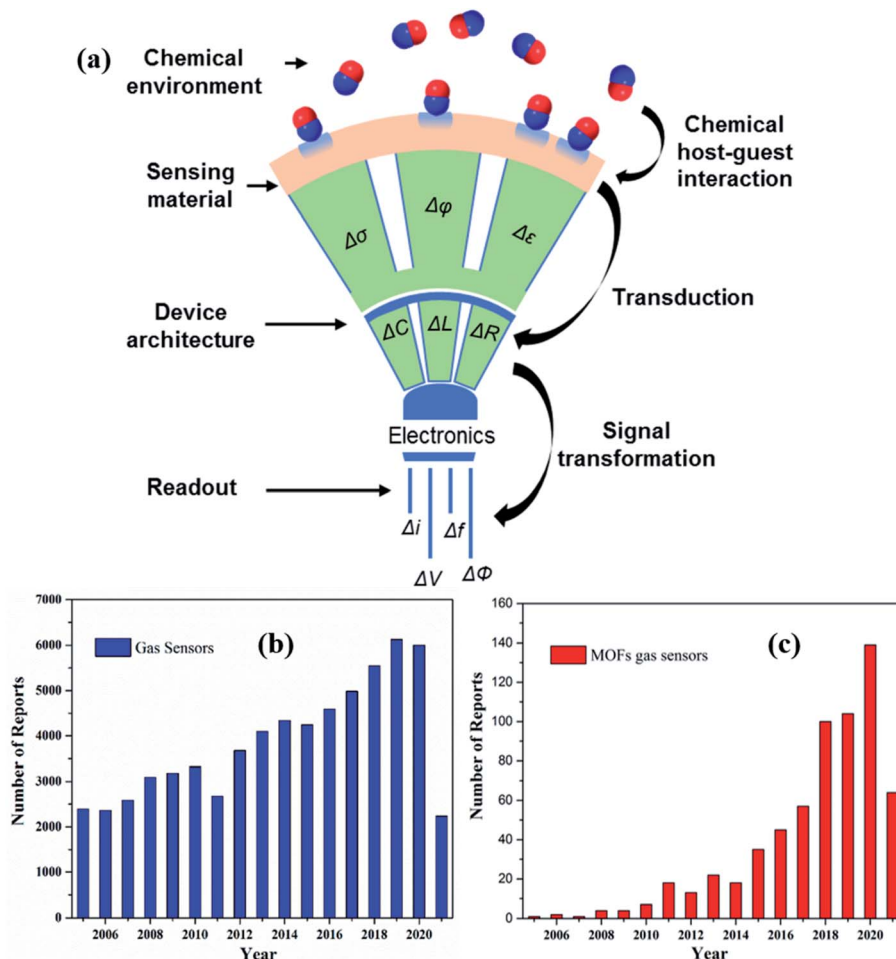 (a)
Chemical
environment
Chemical
host-guest
interaction
Sensing
material
Δσ
Δφ
Δε
Transduction
Device
architecture
ΔC
ΔL
ΔR
Electronics
Signal
transformation
Readout
Δi
Δf
ΔV
ΔΦ
7000
6000
5000
4000
3000
2000
1000
0
Number of Reports
Gas Sensors
(b)
2006 2008 2010 2012 2014 2016 2018 2020
Year
160
140
120
100
80
60
40
20
0
Number of Reports
MOFs gas sensors
(c)
2006 2008 2010 2012 2014 2016 2018 2020
Year